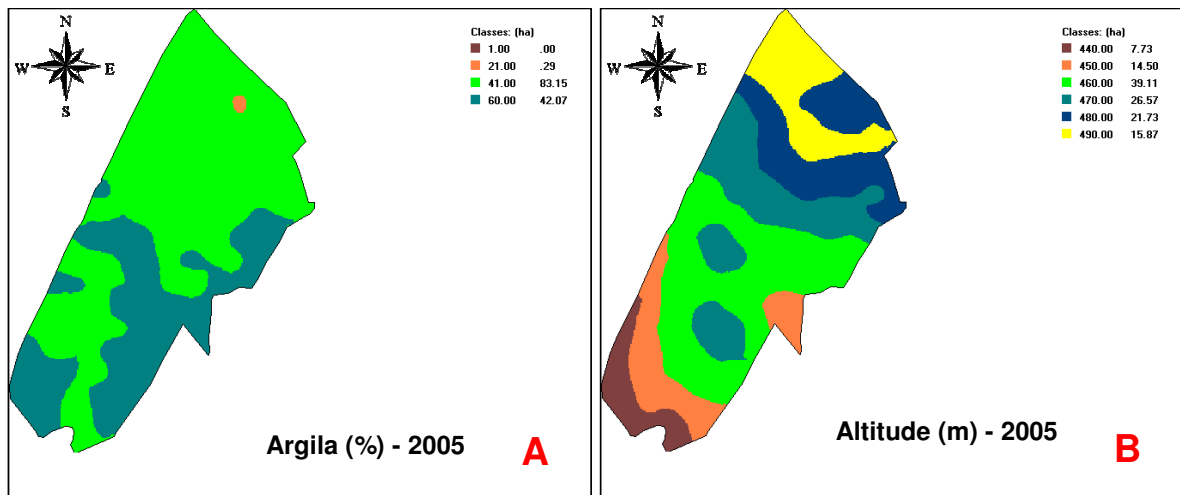 N
W E
S
Classes: (ha)
1.00 .00
21.00 .29
41.00 83.15
60.00 42.07
Argila (%) - 2005
A
N
W E
S
Classes: (ha)
440.00 7.73
450.00 14.50
460.00 39.11
470.00 26.57
480.00 21.73
490.00 15.87
Altitude (m) - 2005
B